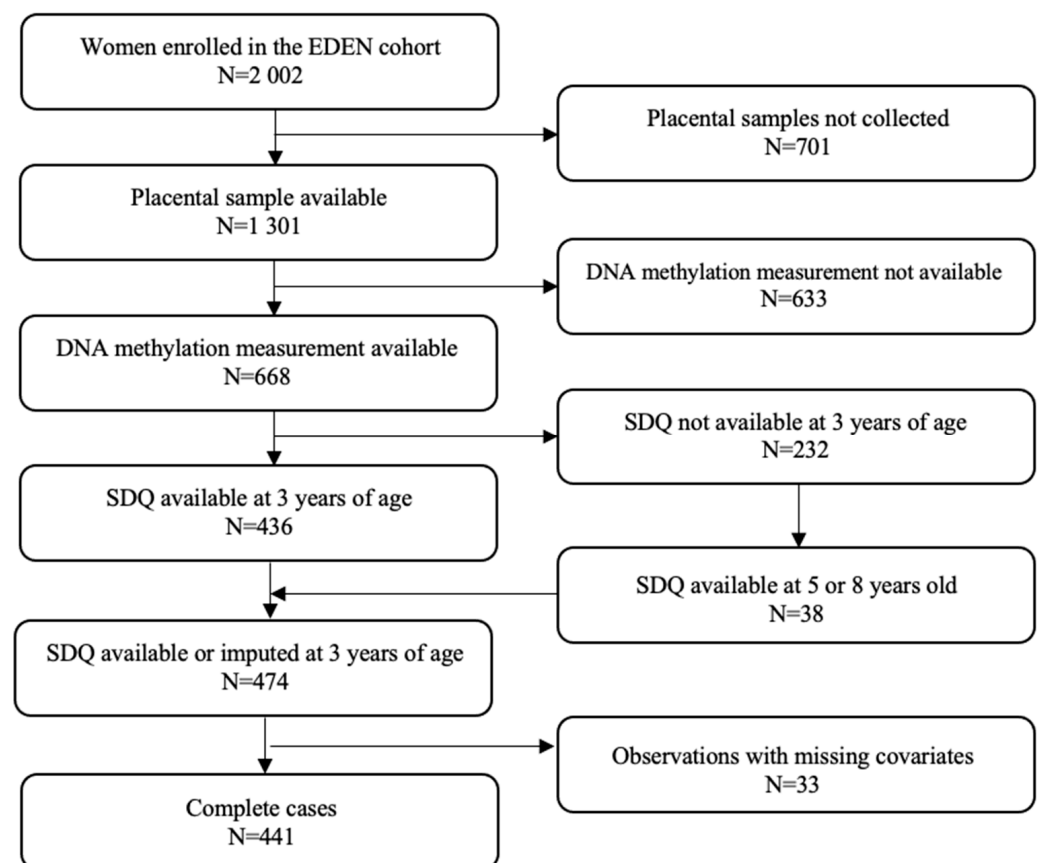 Women enrolled in the EDEN cohort
N=2 002
Placental samples not collected
N=701
Placental sample available
N=1 301
DNA methylation measurement not available
N=633
DNA methylation measurement available
N=668
SDQ not available at 3 years of age
N=232
SDQ available at 3 years of age
N=436
SDQ available at 5 or 8 years old
N=38
SDQ available or imputed at 3 years of age
N=474
Observations with missing covariates
N=33
Complete cases
N=441